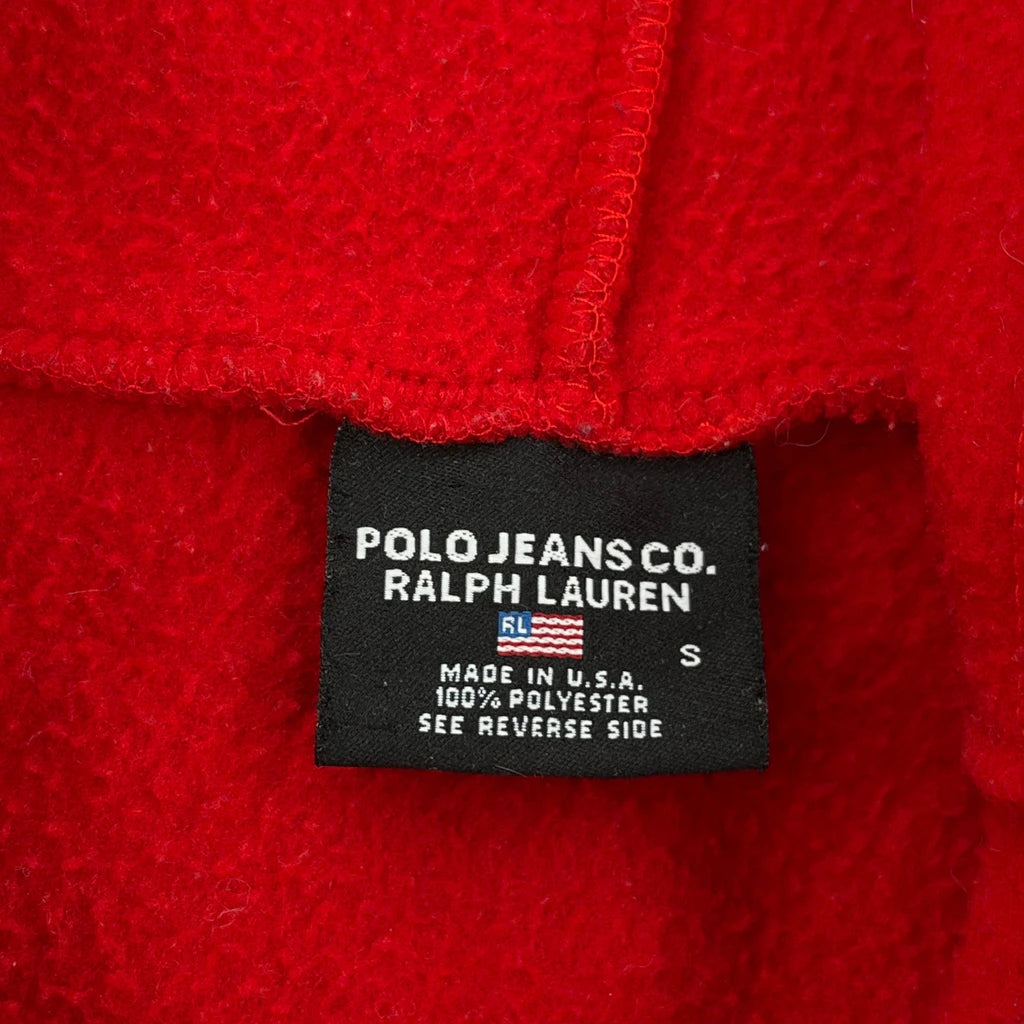 POLO JEANS CO.
RALPH LAUREN
RL
S
MADE IN U.S.A.
100% POLYESTER
SEE REVERSE SIDE